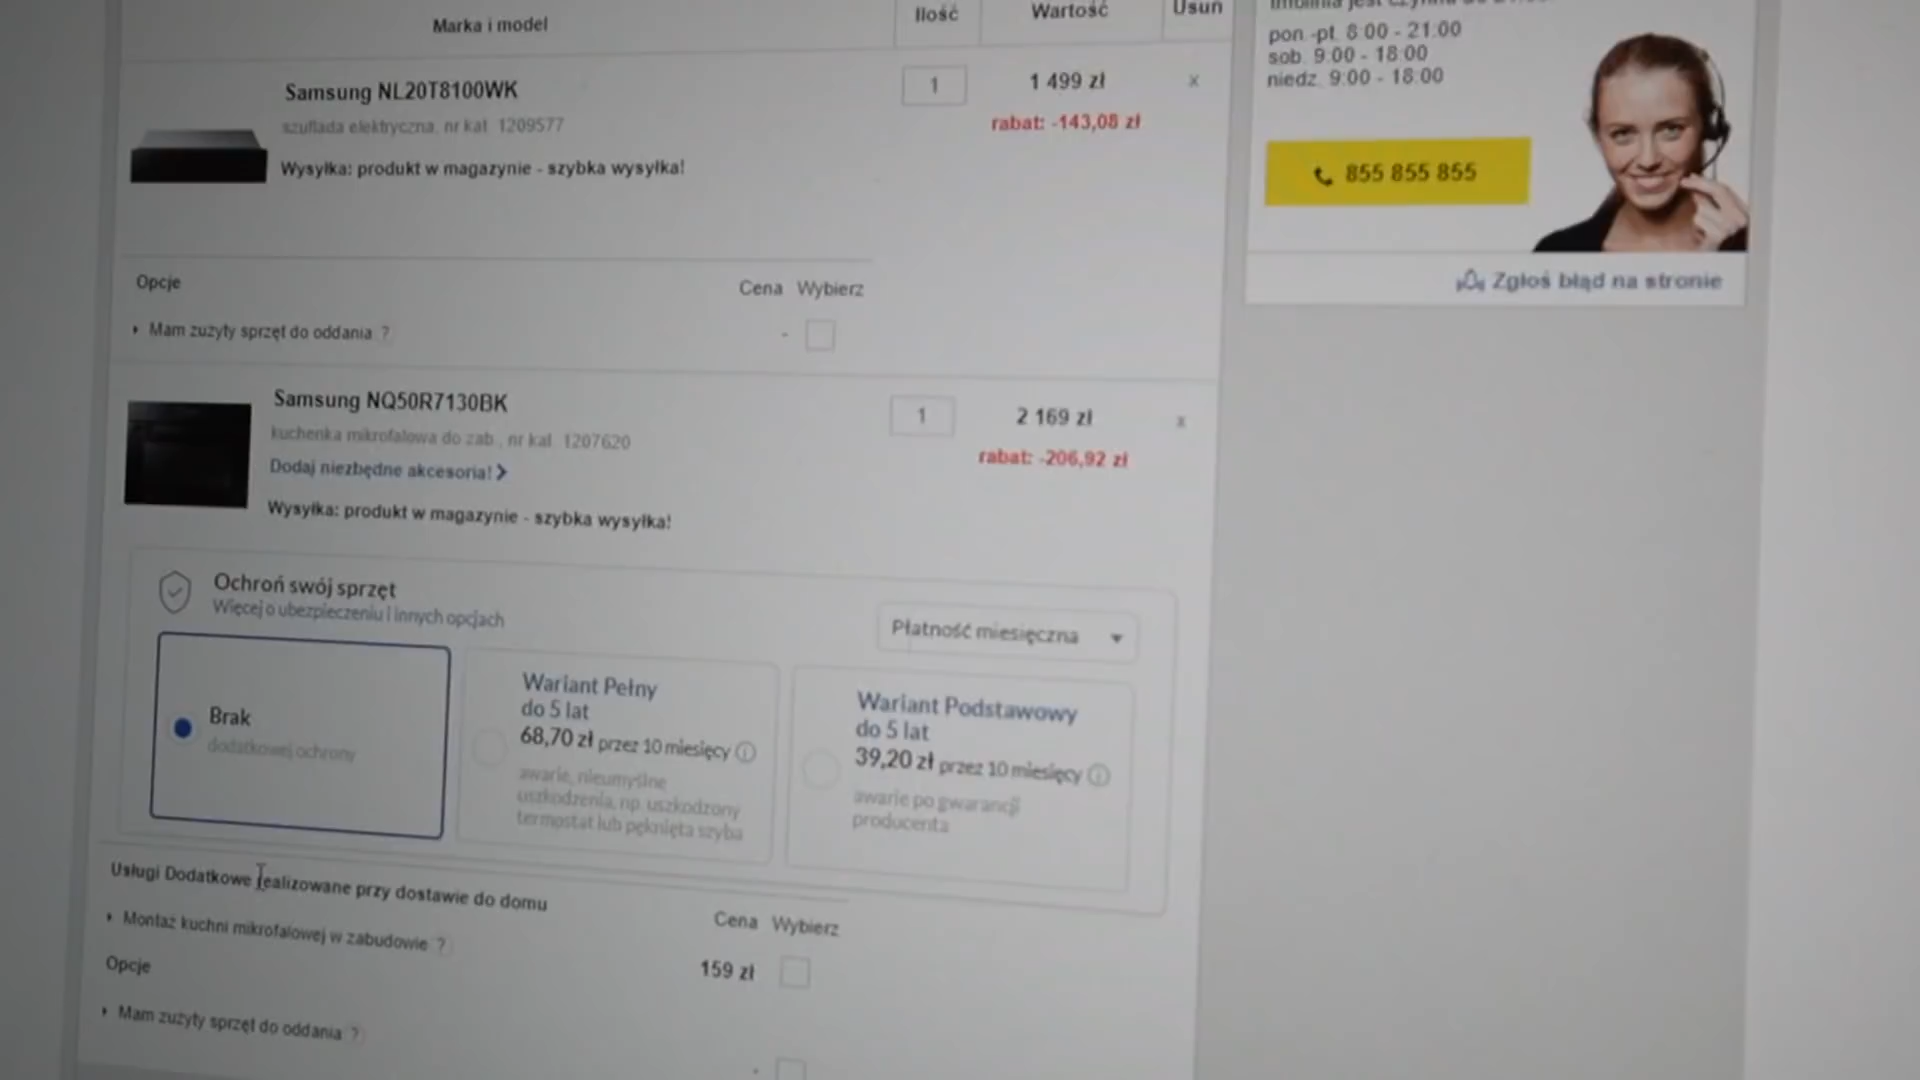 Marka i model
Ilość
Wartość
Usuń
Samsung NL20T8100WK
1
1 499 zł
x
szuflada elektryczna, nr kat. 1209577
rabat: -143,08 zł
Wysyłka: produkt w magazynie - szybka wysyłka!
Opcje
Cena Wybierz
Mam zużyty sprzęt do oddania ?
-
Samsung NQ50R7130BK
1
2 169 zł
x
kuchenka mikrofalowa do zab., nr kat. 1207620
rabat: -206,92 zł
Dodaj niezbędne akcesoria! >
Wysyłka: produkt w magazynie - szybka wysyłka!
Ochroń swój sprzęt
Więcej o ubezpieczeniu i innych opcjach
Płatność miesięczna
Brak
dodatkowej ochrony
Wariant Pełny
do 5 lat
68,70 zł przez 10 miesięcy
awarie, nieumyślne
uszkodzenia, np. uszkodzony
termostat lub pęknięta szyba
Wariant Podstawowy
do 5 lat
39,20 zł przez 10 miesięcy
awarie po gwarancji
producenta
Usługi Dodatkowe realizowane przy dostawie do domu
Cena Wybierz
Montaż kuchni mikrofalowej w zabudowie ?
159 zł
Opcje
Mam zużyty sprzęt do oddania ?
-
pon.-pt. 8:00 - 21:00
sob. 9:00 - 18:00
niedz. 9:00 - 18:00
855 855 855
Zgłoś błąd na stronie